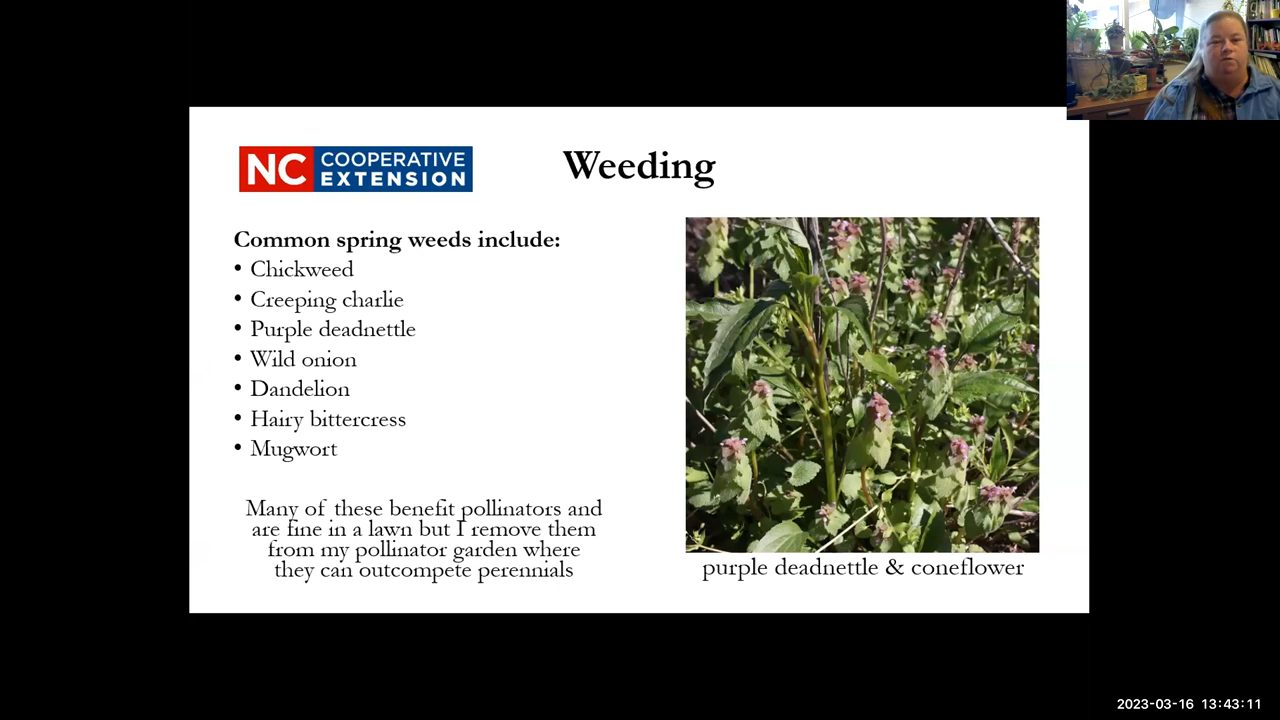 NC COOPERATIVE
EXTENSION
Weeding
Common spring weeds include:
• Chickweed
• Creeping charlie
• Purple deadnettle
• Wild onion
• Dandelion
• Hairy bittercress
• Mugwort
Many of these benefit pollinators and
are fine in a lawn but I remove them
from my pollinator garden where
they can outcompete perennials
purple deadnettle & coneflower
2023-03-16 13:43:11